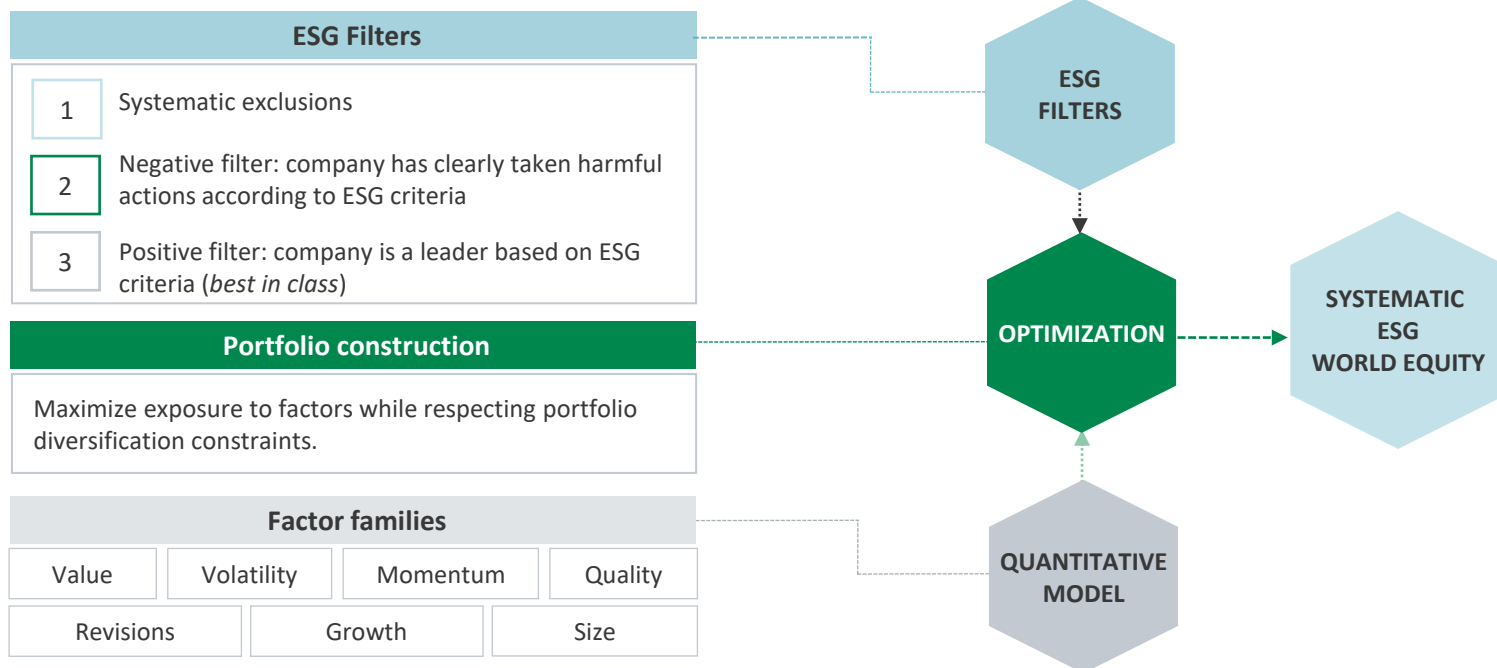 ESG Filters
1
Systematic exclusions
2
Negative filter: company has clearly taken harmful
actions according to ESG criteria
3
Positive filter: company is a leader based on ESG
criteria (best in class)
Portfolio construction
Maximize exposure to factors while respecting portfolio
diversification constraints.
Factor families
Value
Volatility
Momentum
Quality
Revisions
Growth
Size
ESG
FILTERS
OPTIMIZATION
QUANTITATIVE
MODEL
SYSTEMATIC
ESG
WORLD EQUITY